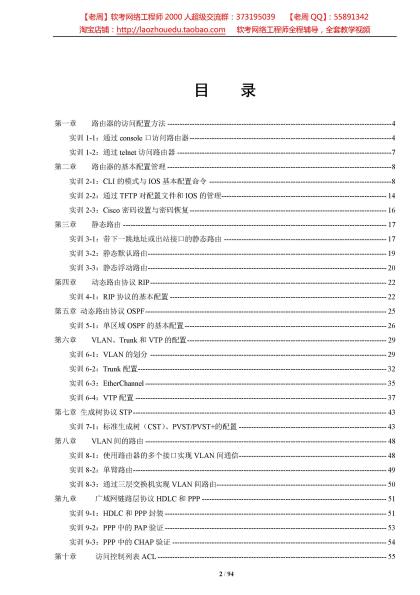 【老周】软考网络工程师 2000 人超级交流群：373195039 【老周 QQ】：55891342
淘宝店铺：http://laozhouedu.taobao.com 软考网络工程师全程辅导，全套教学视频
目 录
第一章 路由器的访问配置方法 ----4
实训 1-1：通过 console 口访问路由器----4
实训 1-2：通过 telnet 访问路由器 ----7
第二章 路由器的基本配置管理----8
实训 2-1：CLI 的模式与 IOS 基本配置命令 ----8
实训 2-2：通过 TFTP 对配置文件和 IOS 的管理----14
实训 2-3：Cisco 密码设置与密码恢复----16
第三章 静态路由 ----17
实训 3-1：带下一跳地址或出站接口的静态路由 ----17
实训 3-2：静态默认路由----19
实训 3-3：静态浮动路由----20
第四章 动态路由协议 RIP----22
实训 4-1：RIP 协议的基本配置 ----22
第五章 动态路由协议 OSPF----25
实训 5-1：单区域 OSPF 的基本配置----26
第六章 VLAN、Trunk 和 VTP 的配置----29
实训 6-1：VLAN 的划分 ----29
实训 6-2：Trunk 配置----32
实训 6-3：EtherChannel ----35
实训 6-4：VTP 配置----37
第七章 生成树协议 STP----43
实训 7-1：标准生成树（CST）、PVST/PVST+的配置----43
第八章 VLAN 间的路由 ----48
实训 8-1：使用路由器的多个接口实现 VLAN 间通信----48
实训 8-2：单臂路由----49
实训 8-3：通过三层交换机实现 VLAN 间路由----50
第九章 广域网链路层协议 HDLC 和 PPP ----51
实训 9-1：HDLC 和 PPP 封装----51
实训 9-2：PPP 中的 PAP 验证----53
实训 9-3：PPP 中的 CHAP 验证 ----54
第十章 访问控制列表 ACL----55
2 / 94